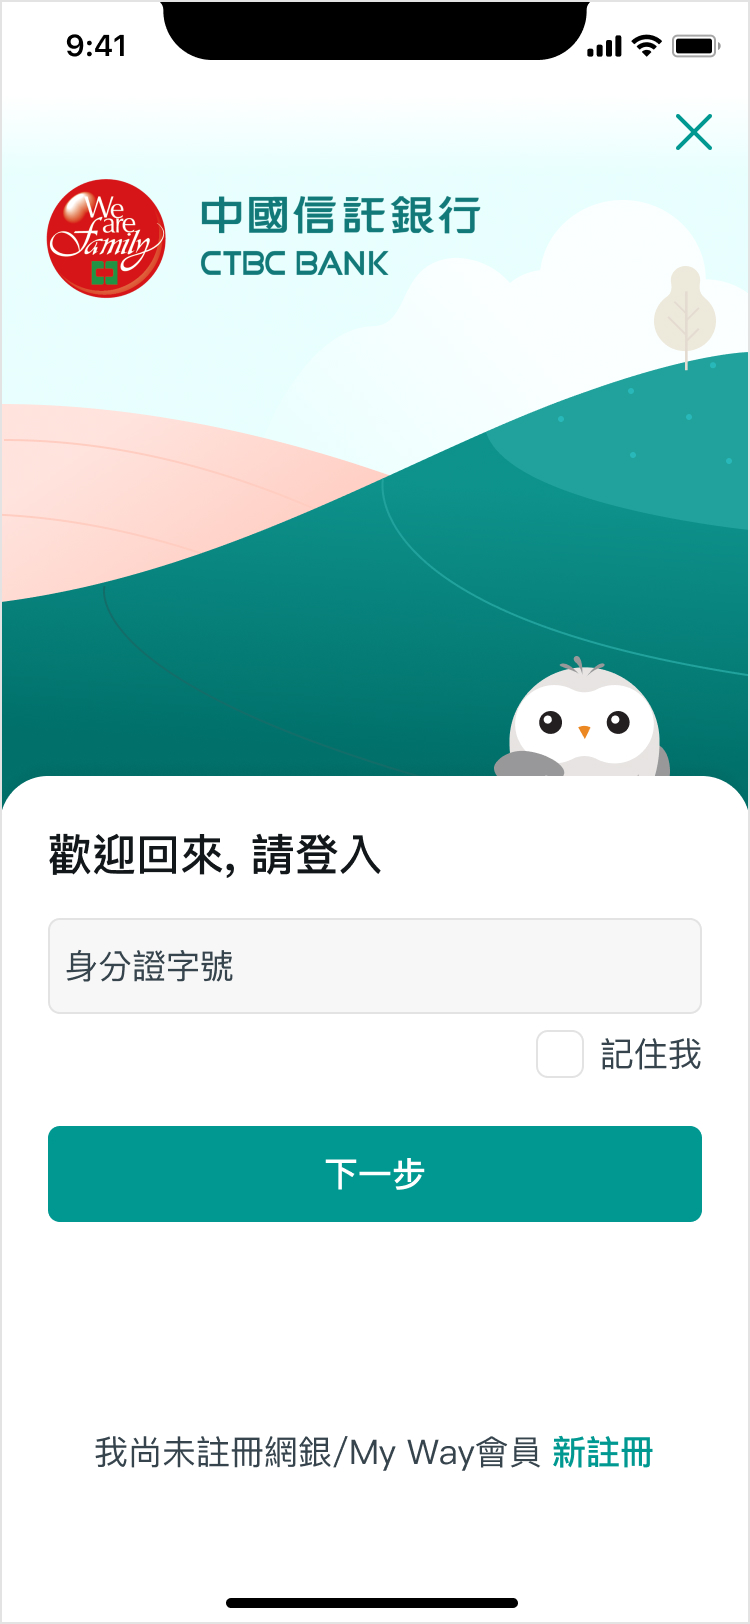 9:41
We
are
Family
中國信託銀行
CTBC BANK
歡迎回來, 請登入
身分證字號
記住我
下一步
我尚未註冊網銀/My Way會員 新註冊